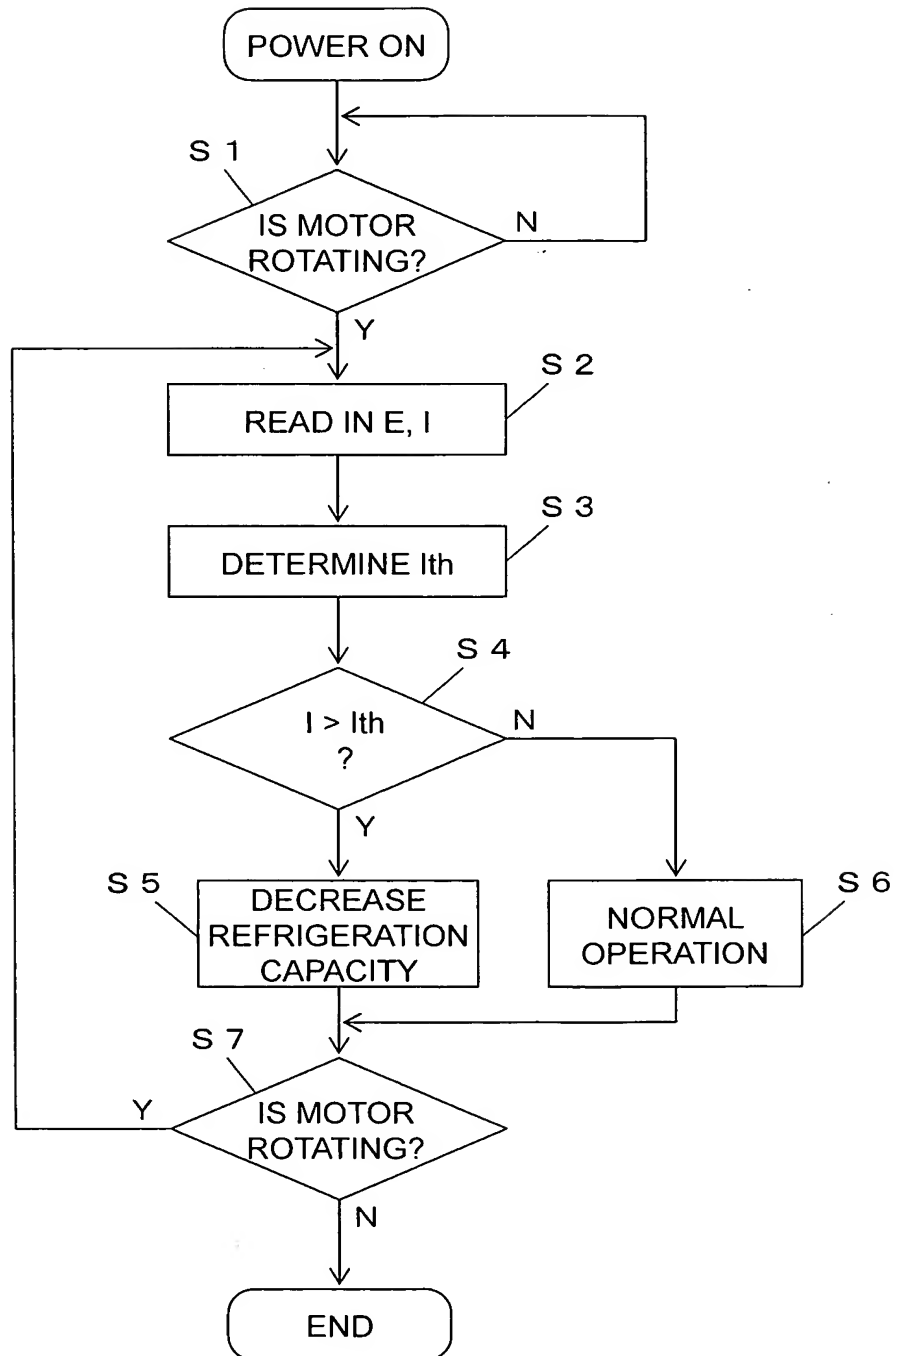 POWER ON
S 1
IS MOTOR
ROTATING?
N
Y
S 2
READ IN E, I
S 3
DETERMINE Ith
S 4
I > Ith
?
N
Y
S 5
DECREASE
REFRIGERATION
CAPACITY
S 6
NORMAL
OPERATION
S 7
IS MOTOR
ROTATING?
Y
N
END